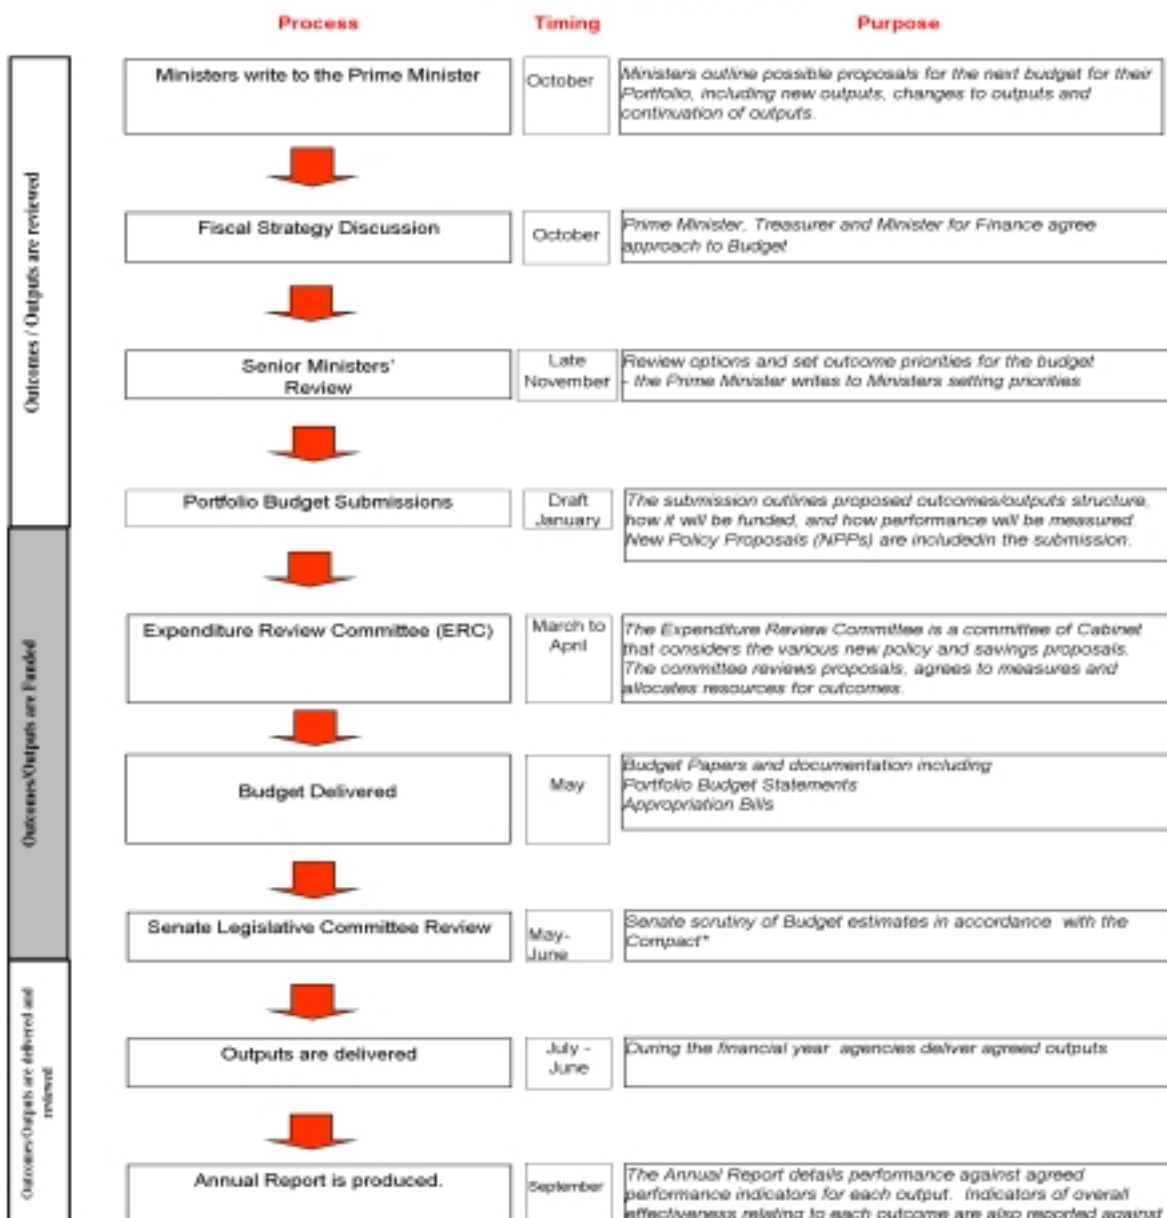 Process Timing Purpose
Ministers write to the Prime Minister
October
Ministers outline possible proposals for the next budget for their
Portfolio, including new outputs, changes to outputs and
continuation of outputs.
Fiscal Strategy Discussion
October
Prime Minister, Treasurer and Minister for Finance agree
approach to Budget
Senior Ministers'
Review
Late
November
Review options and set outcome priorities for the budget
- the Prime Minister writes to Ministers setting priorities
Portfolio Budget Submissions
Draft
January
The submission outlines proposed outcomes/outputs structure,
how it will be funded, and how performance will be measured.
New Policy Proposals (NPPs) are includedin the submission.
Outcomes / Outputs are reviewed
Expenditure Review Committee (ERC)
March to
April
The Expenditure Review Committee is a committee of Cabinet
that considers the various new policy and savings proposals.
The committee reviews proposals, agrees to measures and
allocates resources for outcomes.
Budget Delivered
May
Budget Papers and documentation including
Portfolio Budget Statements
Appropriation Bills
Senate Legislative Committee Review
May-
June
Senate scrutiny of Budget estimates in accordance with the
Compact*
Outcomes/Outputs are Funded
Outputs are delivered
July -
June
During the financial year agencies deliver agreed outputs
Annual Report is produced.
September
The Annual Report details performance against agreed
performance indicators for each output. Indicators of overall
effectiveness relating to each outcome are also reported against
Outcomes/Outputs are delivered and
reviewed